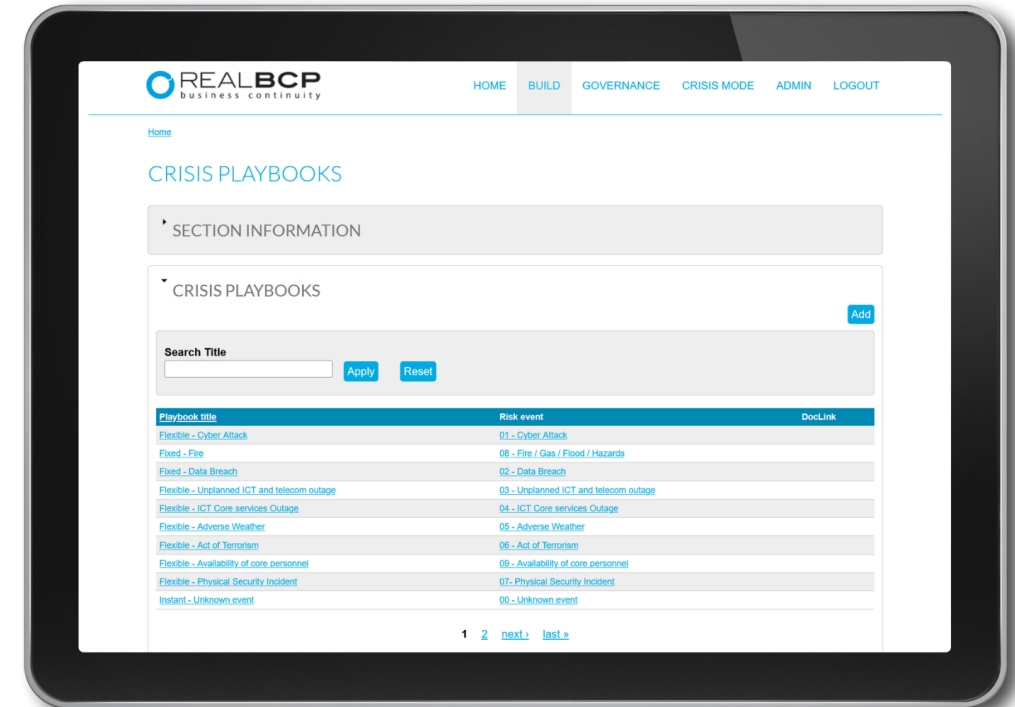 REALBCP
business continuity
HOME BUILD GOVERNANCE CRISIS MODE ADMIN LOGOUT
Home
CRISIS PLAYBOOKS
SECTION INFORMATION
CRISIS PLAYBOOKS
Add
Search Title
Apply Reset
Playbook title Risk event DocLink
Flexible - Cyber Attack 01 - Cyber Attack
Fixed - Fire 08 - Fire / Gas / Flood / Hazards
Fixed - Data Breach 02 - Data Breach
Flexible - Unplanned ICT and telecom outage 03 - Unplanned ICT and telecom outage
Flexible - ICT Core services Outage 04 - ICT Core services Outage
Flexible - Adverse Weather 05 - Adverse Weather
Flexible - Act of Terrorism 06 - Act of Terrorism
Flexible - Availability of core personnel 09 - Availability of core personnel
Flexible - Physical Security Incident 07- Physical Security Incident
Instant - Unknown event 00 - Unknown event
1 2 next › last »